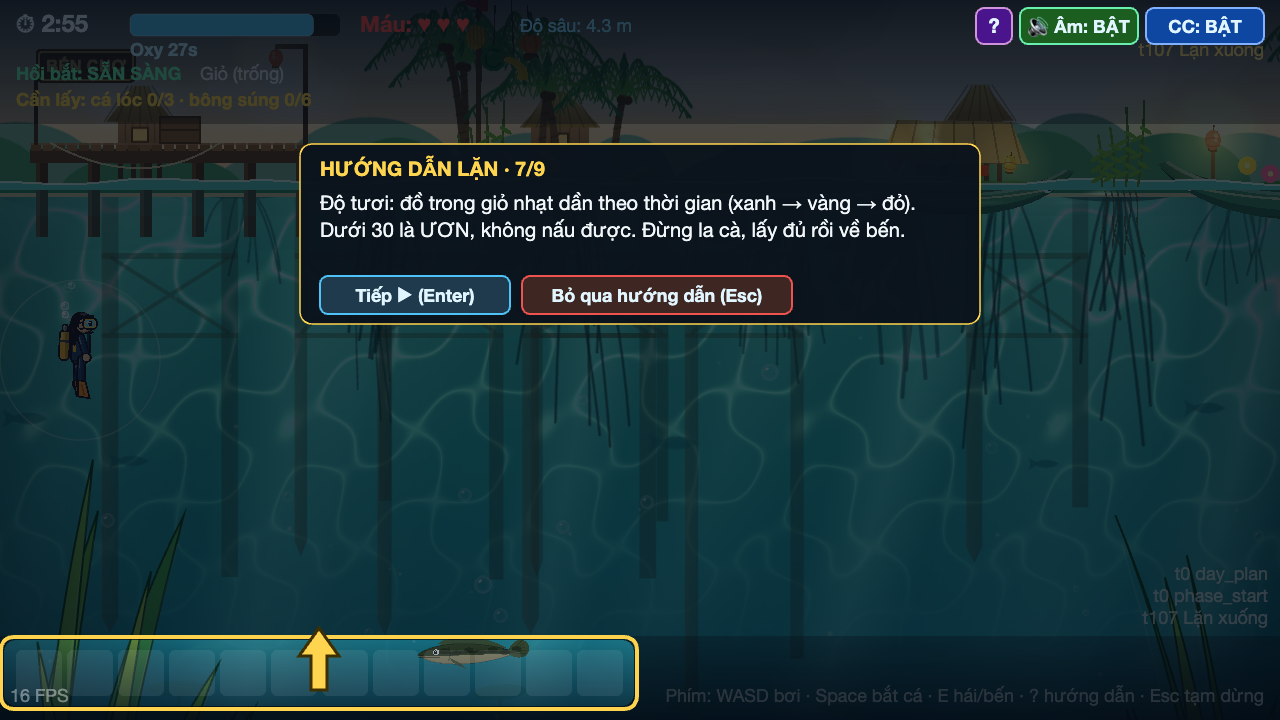 2:55
Oxy 27s
Máu: ♥ ♥ ♥
Độ sâu: 4.3 m
?
Âm: BẬT
CC: BẬT
t107 Lặn xuống
BẾN CHỢ
Hồi bắt: SẴN SÀNG Giỏ (trống)
Cần lấy: cá lóc 0/3 · bông súng 0/6
HƯỚNG DẪN LẶN · 7/9
Độ tươi: đồ trong giỏ nhạt dần theo thời gian (xanh → vàng → đỏ).
Dưới 30 là ƯƠN, không nấu được. Đừng la cà, lấy đủ rồi về bến.
Tiếp ▶ (Enter)
Bỏ qua hướng dẫn (Esc)
t0 day_plan
t0 phase_start
t107 Lặn xuống
16 FPS
Phím: WASD bơi · Space bắt cá · E hái/bến · ? hướng dẫn · Esc tạm dừng